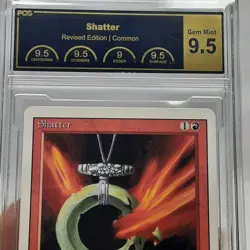 PCG
Shatter
Revised Edition | Common
Gem Mint
9.5
9.5
CENTERING
9.5
CORNERS
9
EDGES
9.5
SURFACE
Shatter
1